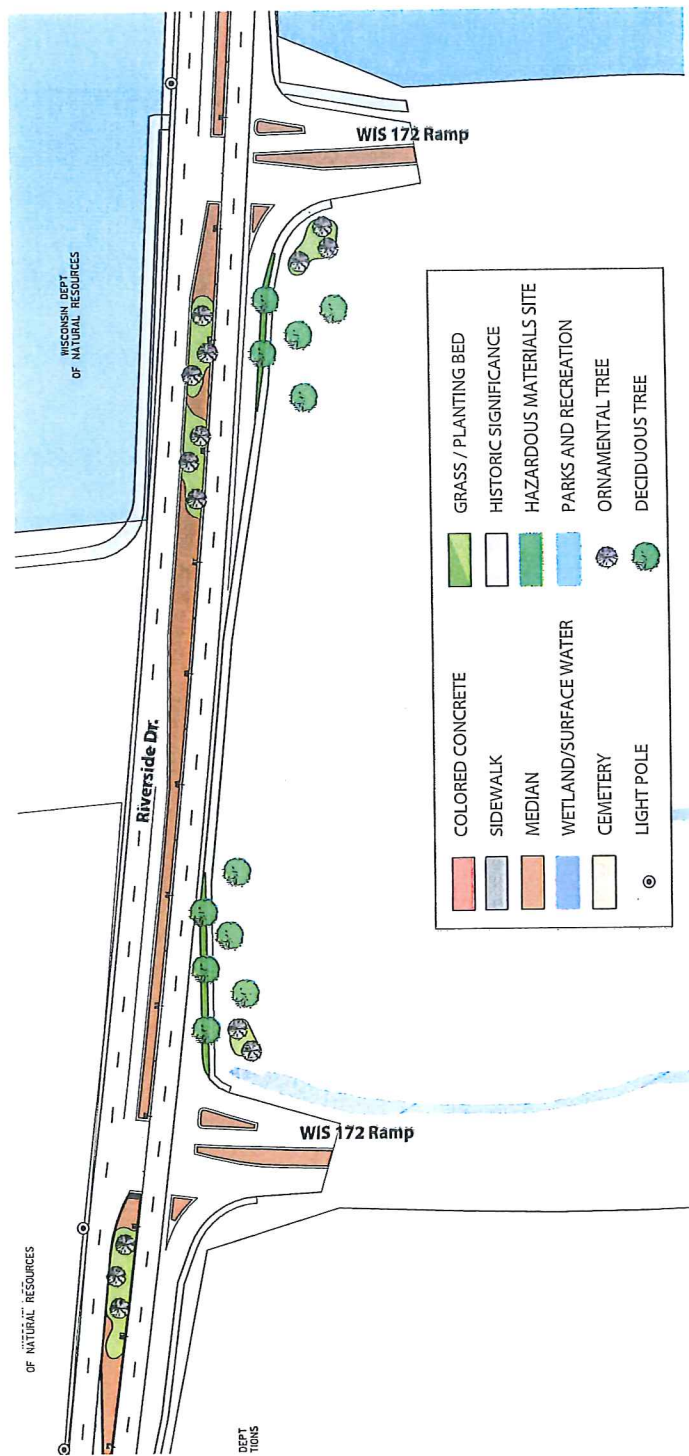 WISCONSIN DEPT
OF NATURAL RESOURCES
WIS 172 Ramp
Riverside Dr.
WIS 172 Ramp
OF NATURAL RESOURCES
DEPT
TIONS
COLORED CONCRETE
SIDEWALK
MEDIAN
WETLAND/SURFACE WATER
CEMETERY
LIGHT POLE
GRASS / PLANTING BED
HISTORIC SIGNIFICANCE
HAZARDOUS MATERIALS SITE
PARKS AND RECREATION
ORNAMENTAL TREE
DECIDUOUS TREE